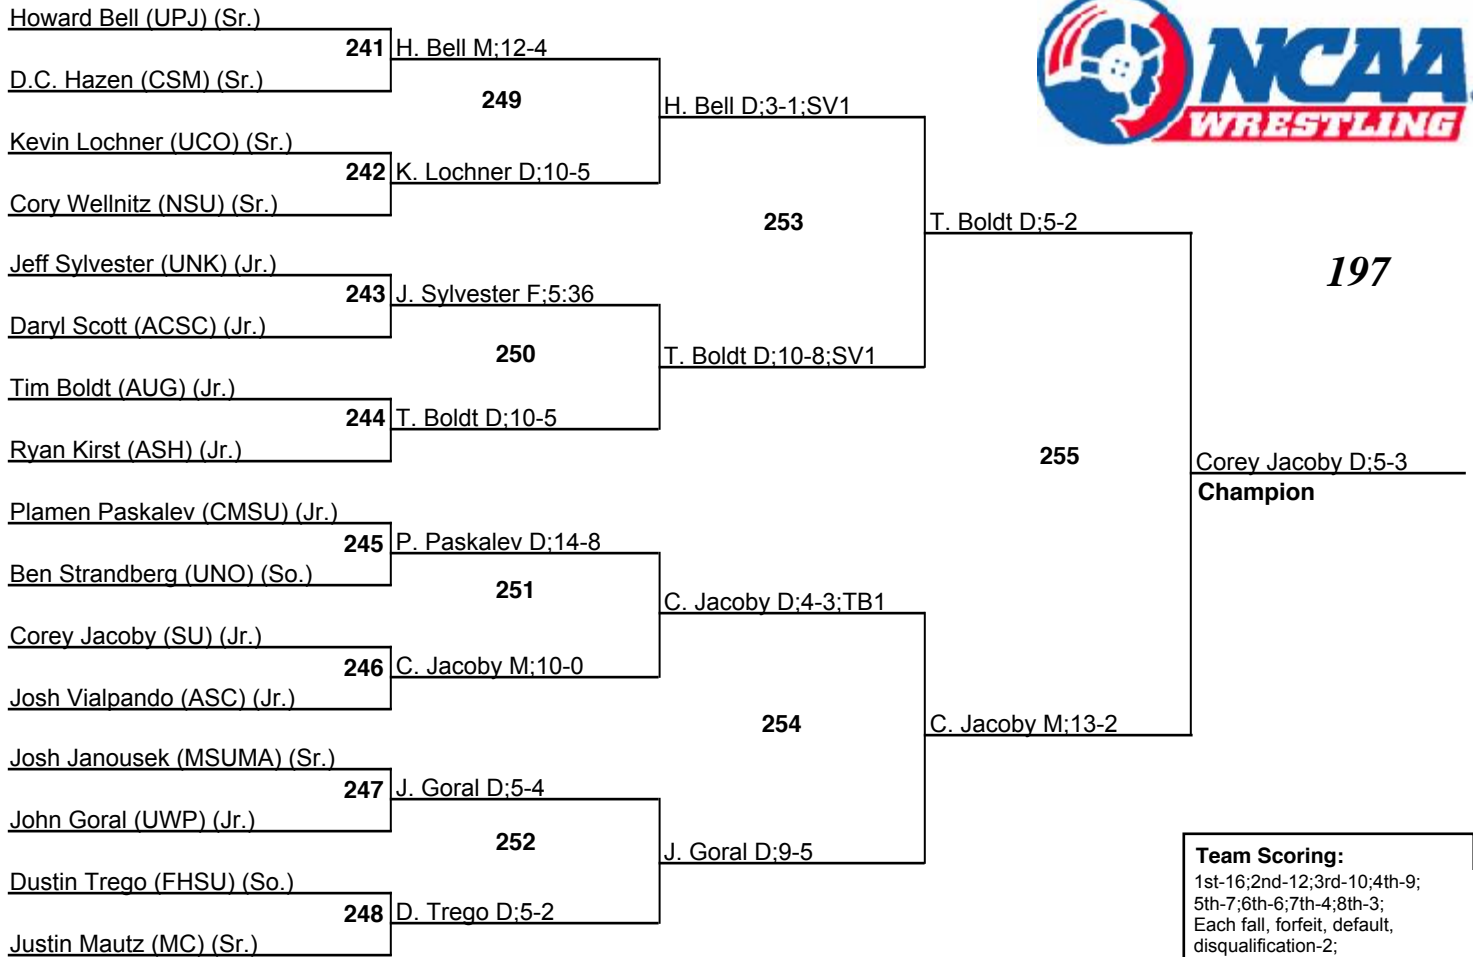 Howard Bell (UPJ) (Sr.)
241 H. Bell M;12-4
D.C. Hazen (CSM) (Sr.)
249
H. Bell D;3-1;SV1
Kevin Lochner (UCO) (Sr.)
242 K. Lochner D;10-5
Cory Wellnitz (NSU) (Sr.)
253
T. Boldt D;5-2
Jeff Sylvester (UNK) (Jr.)
243 J. Sylvester F;5:36
Daryl Scott (ACSC) (Jr.)
250
T. Boldt D;10-8;SV1
Tim Boldt (AUG) (Jr.)
244 T. Boldt D;10-5
Ryan Kirst (ASH) (Jr.)
255
Corey Jacoby D;5-3
Champion
Plamen Paskalev (CMSU) (Jr.)
245 P. Paskalev D;14-8
Ben Strandberg (UNO) (So.)
251
C. Jacoby D;4-3;TB1
Corey Jacoby (SU) (Jr.)
246 C. Jacoby M;10-0
Josh Vialpando (ASC) (Jr.)
254
C. Jacoby M;13-2
Josh Janousek (MSUMA) (Sr.)
247 J. Goral D;5-4
John Goral (UWP) (Jr.)
252
J. Goral D;9-5
Dustin Trego (FHSU) (So.)
248 D. Trego D;5-2
Justin Mautz (MC) (Sr.)
NCAA
WRESTLING
197
Team Scoring:
1st-16;2nd-12;3rd-10;4th-9;
5th-7;6th-6;7th-4;8th-3;
Each fall, forfeit, default,
disqualification-2;